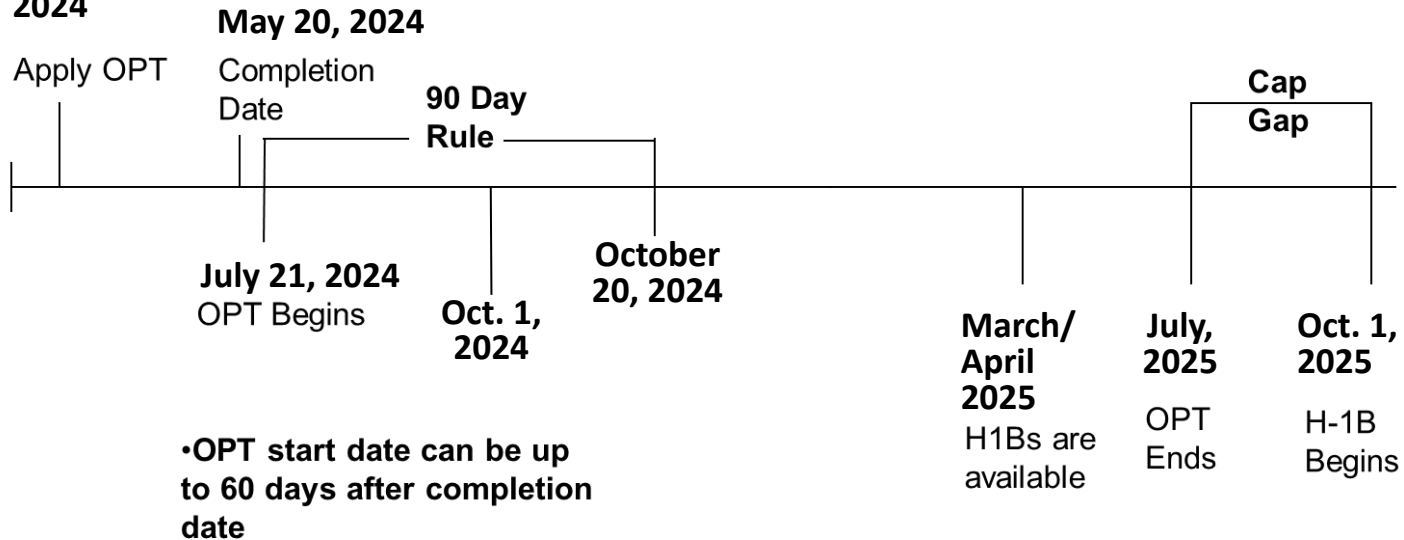 2024
Apply OPT
May 20, 2024
Completion
Date
90 Day
Rule
Cap
Gap
July 21, 2024
OPT Begins
Oct. 1,
2024
October
20, 2024
March/
April
2025
H1Bs are
available
July,
2025
OPT
Ends
Oct. 1,
2025
H-1B
Begins
•OPT start date can be up
to 60 days after completion
date